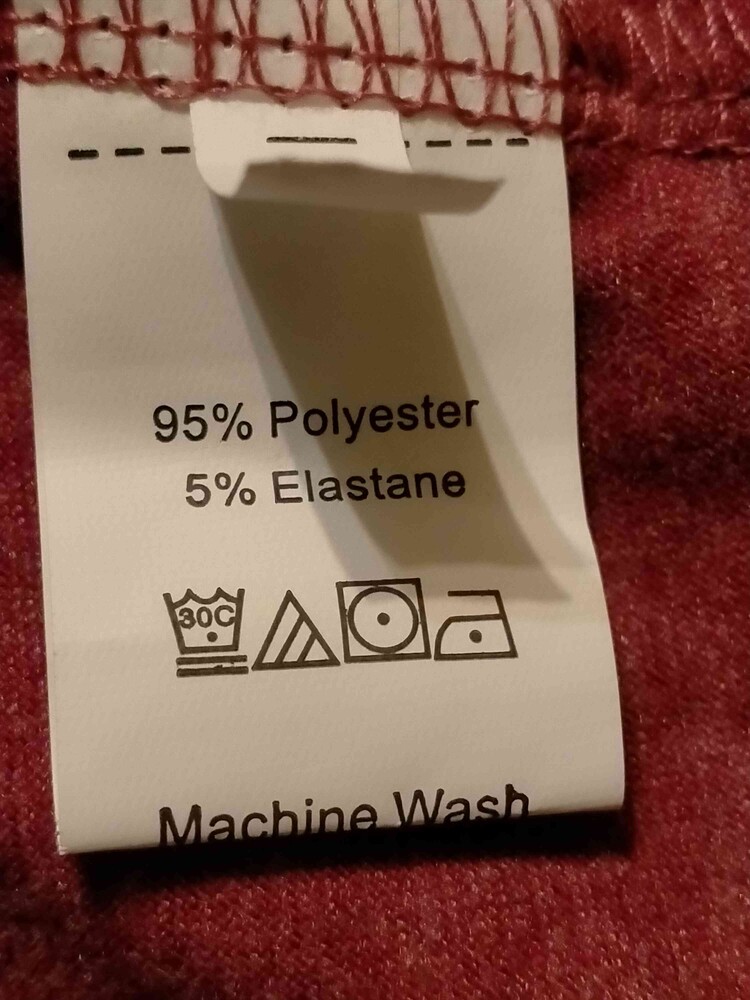 95% Polyester
5% Elastane
30C
Machine Wash